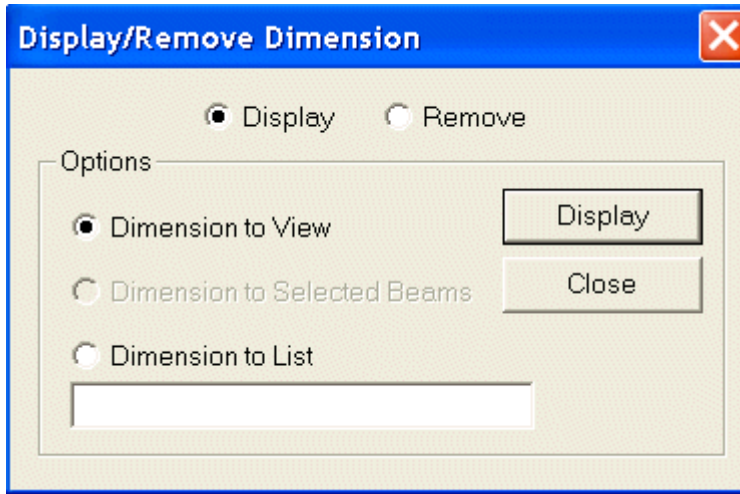 Display/Remove Dimension
Display Remove
Options
Dimension to View
Display
Dimension to Selected Beams
Close
Dimension to List